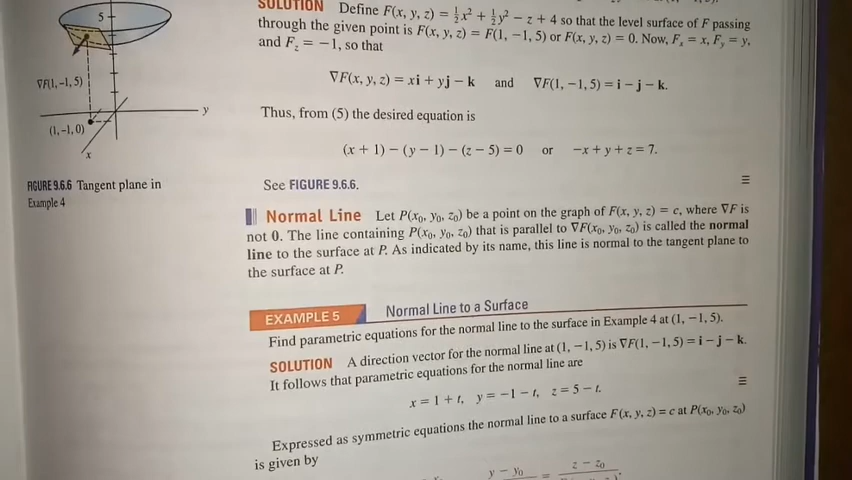 5
∇F(1, −1, 5)
y
(1, −1, 0)
x
FIGURE 9.6.6 Tangent plane in
Example 4
SOLUTION Define F(x, y, z) = ½x² + ½y² − z + 4 so that the level surface of F passing
through the given point is F(x, y, z) = F(1, −1, 5) or F(x, y, z) = 0. Now, Fₓ = x, F_y = y,
and F_z = −1, so that
∇F(x, y, z) = xi + yj − k and ∇F(1, −1, 5) = i − j − k.
Thus, from (5) the desired equation is
(x + 1) − (y − 1) − (z − 5) = 0 or −x + y + z = 7.
See FIGURE 9.6.6.
Normal Line Let P(x₀, y₀, z₀) be a point on the graph of F(x, y, z) = c, where ∇F is
not 0. The line containing P(x₀, y₀, z₀) that is parallel to ∇F(x₀, y₀, z₀) is called the normal
line to the surface at P. As indicated by its name, this line is normal to the tangent plane to
the surface at P.
EXAMPLE 5 Normal Line to a Surface
Find parametric equations for the normal line to the surface in Example 4 at (1, −1, 5).
SOLUTION A direction vector for the normal line at (1, −1, 5) is ∇F(1, −1, 5) = i − j − k.
It follows that parametric equations for the normal line are
x = 1 + t, y = −1 − t, z = 5 − t.
Expressed as symmetric equations the normal line to a surface F(x, y, z) = c at P(x₀, y₀, z₀)
is given by
y − y₀ = z − z₀